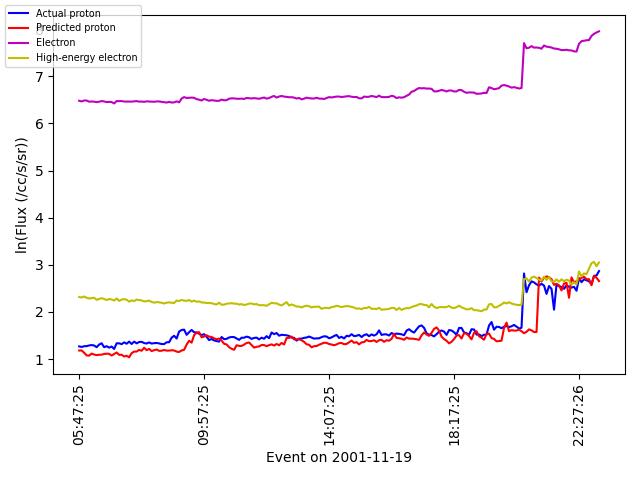 Actual proton
Predicted proton
Electron
High-energy electron
ln(Flux (/cc/s/sr))
7
6
5
4
3
2
1
05:47:25
09:57:25
14:07:25
18:17:25
22:27:26
Event on 2001-11-19